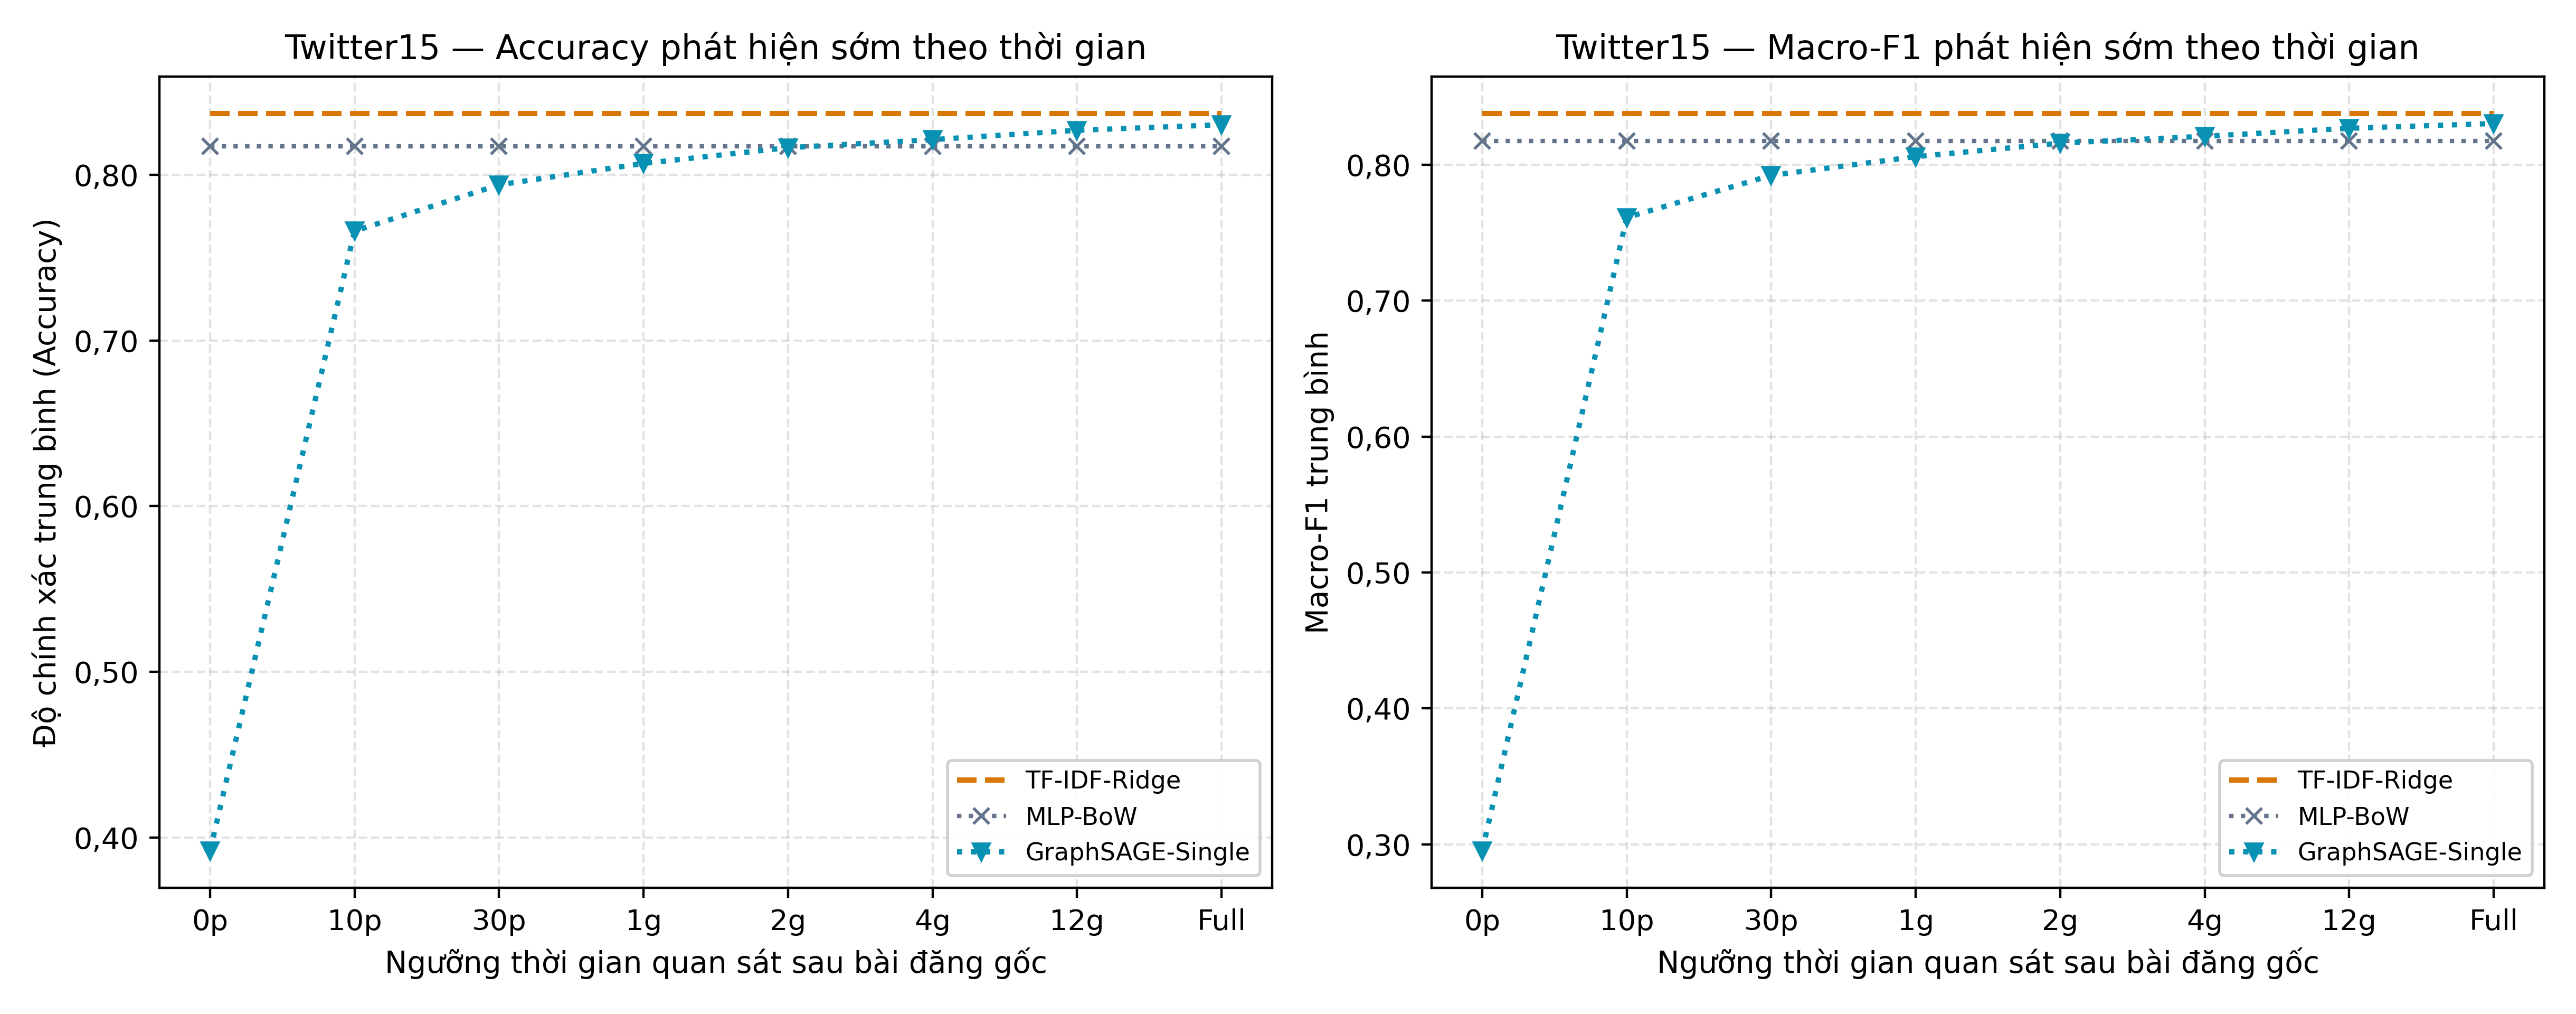 Twitter15 — Accuracy phát hiện sớm theo thời gian
Độ chính xác trung bình (Accuracy)
0,80
0,70
0,60
0,50
0,40
TF-IDF-Ridge
MLP-BoW
GraphSAGE-Single
0p 10p 30p 1g 2g 4g 12g Full
Ngưỡng thời gian quan sát sau bài đăng gốc
Twitter15 — Macro-F1 phát hiện sớm theo thời gian
Macro-F1 trung bình
0,80
0,70
0,60
0,50
0,40
0,30
TF-IDF-Ridge
MLP-BoW
GraphSAGE-Single
0p 10p 30p 1g 2g 4g 12g Full
Ngưỡng thời gian quan sát sau bài đăng gốc